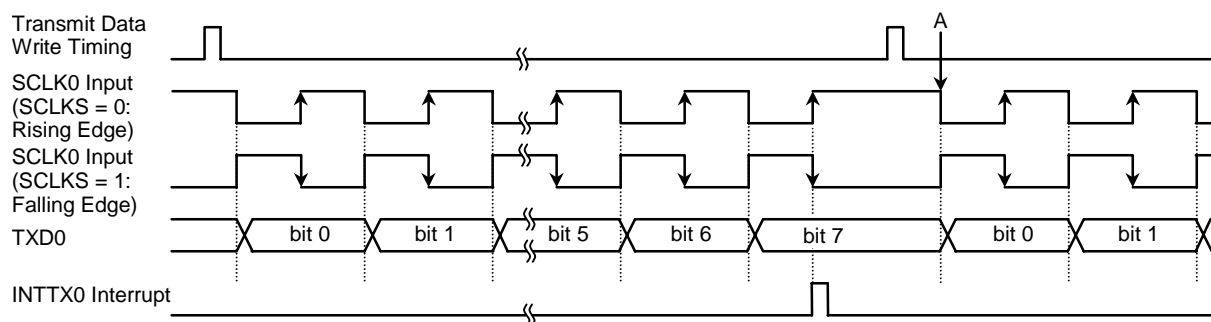 Transmit Data
Write Timing
A
SCLK0 Input
(SCLKS = 0:
Rising Edge)
SCLK0 Input
(SCLKS = 1:
Falling Edge)
TXD0
bit 0 bit 1 bit 5 bit 6 bit 7 bit 0 bit 1
INTTX0 Interrupt